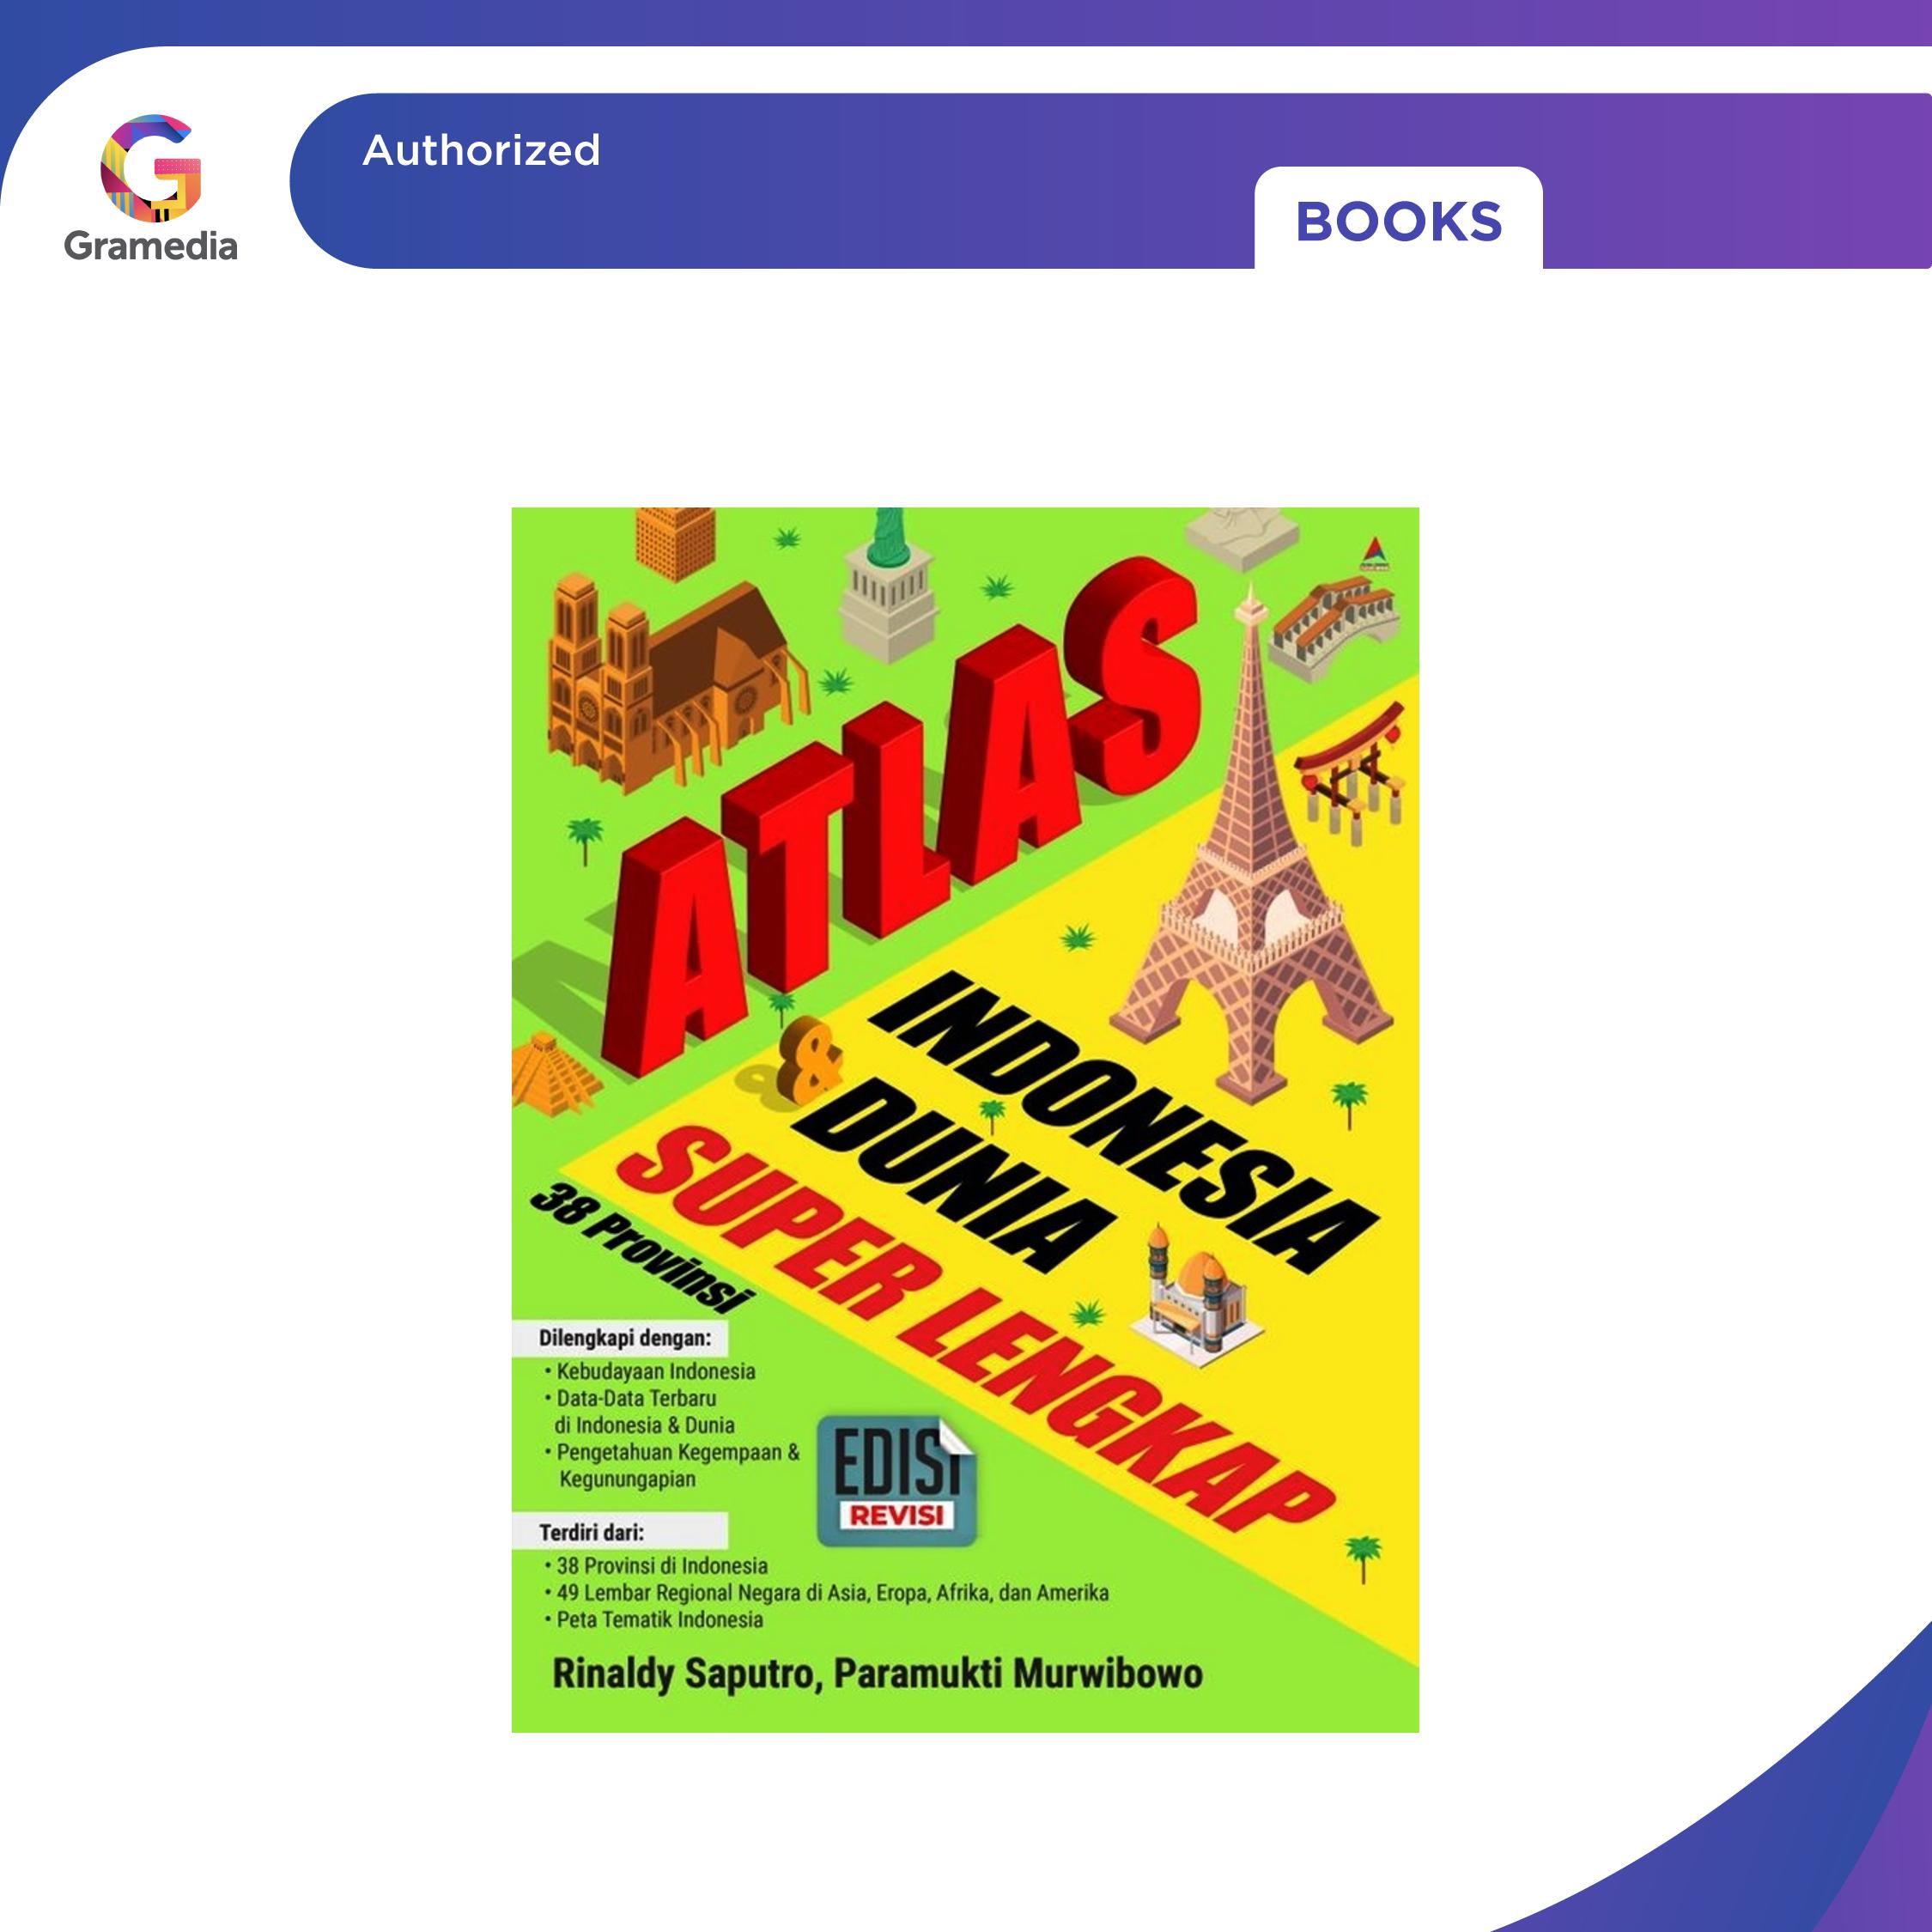 Gramedia
Authorized
BOOKS
ATLAS
INDONESIA
& DUNIA
SUPER LENGKAP
38 Provinsi
Dilengkapi dengan:
• Kebudayaan Indonesia
• Data-Data Terbaru
di Indonesia & Dunia
• Pengetahuan Kegempaan &
Kegunungapian
EDISI
REVISI
Terdiri dari:
• 38 Provinsi di Indonesia
• 49 Lembar Regional Negara di Asia, Eropa, Afrika, dan Amerika
• Peta Tematik Indonesia
Rinaldy Saputro, Paramukti Murwibowo